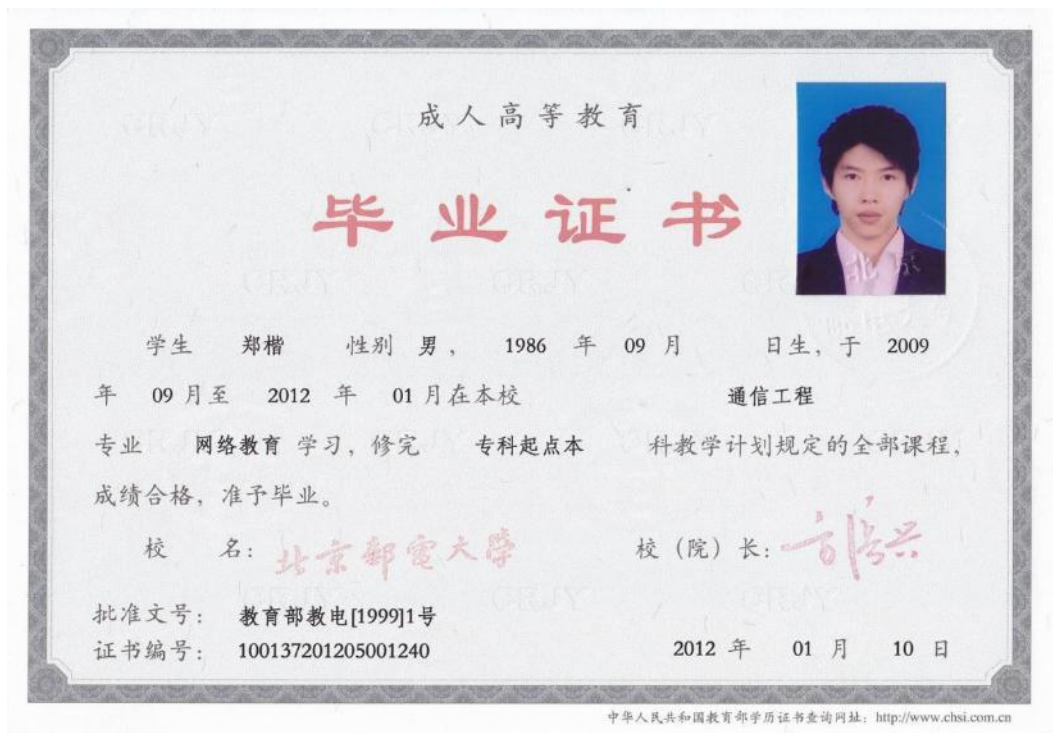 成人高等教育
毕业证书
学生 郑楷 性别 男， 1986 年 09 月 日生，于 2009
年 09 月至 2012 年 01 月在本校 通信工程
专业 网络教育 学习，修完 专科起点本 科教学计划规定的全部课程，
成绩合格，准予毕业。
校 名：北京邮电大学 校（院）长：
批准文号： 教育部教电[1999]1号
证书编号： 100137201205001240 2012 年 01 月 10 日
中华人民共和国教育部学历证书查询网址：http://www.chsi.com.cn